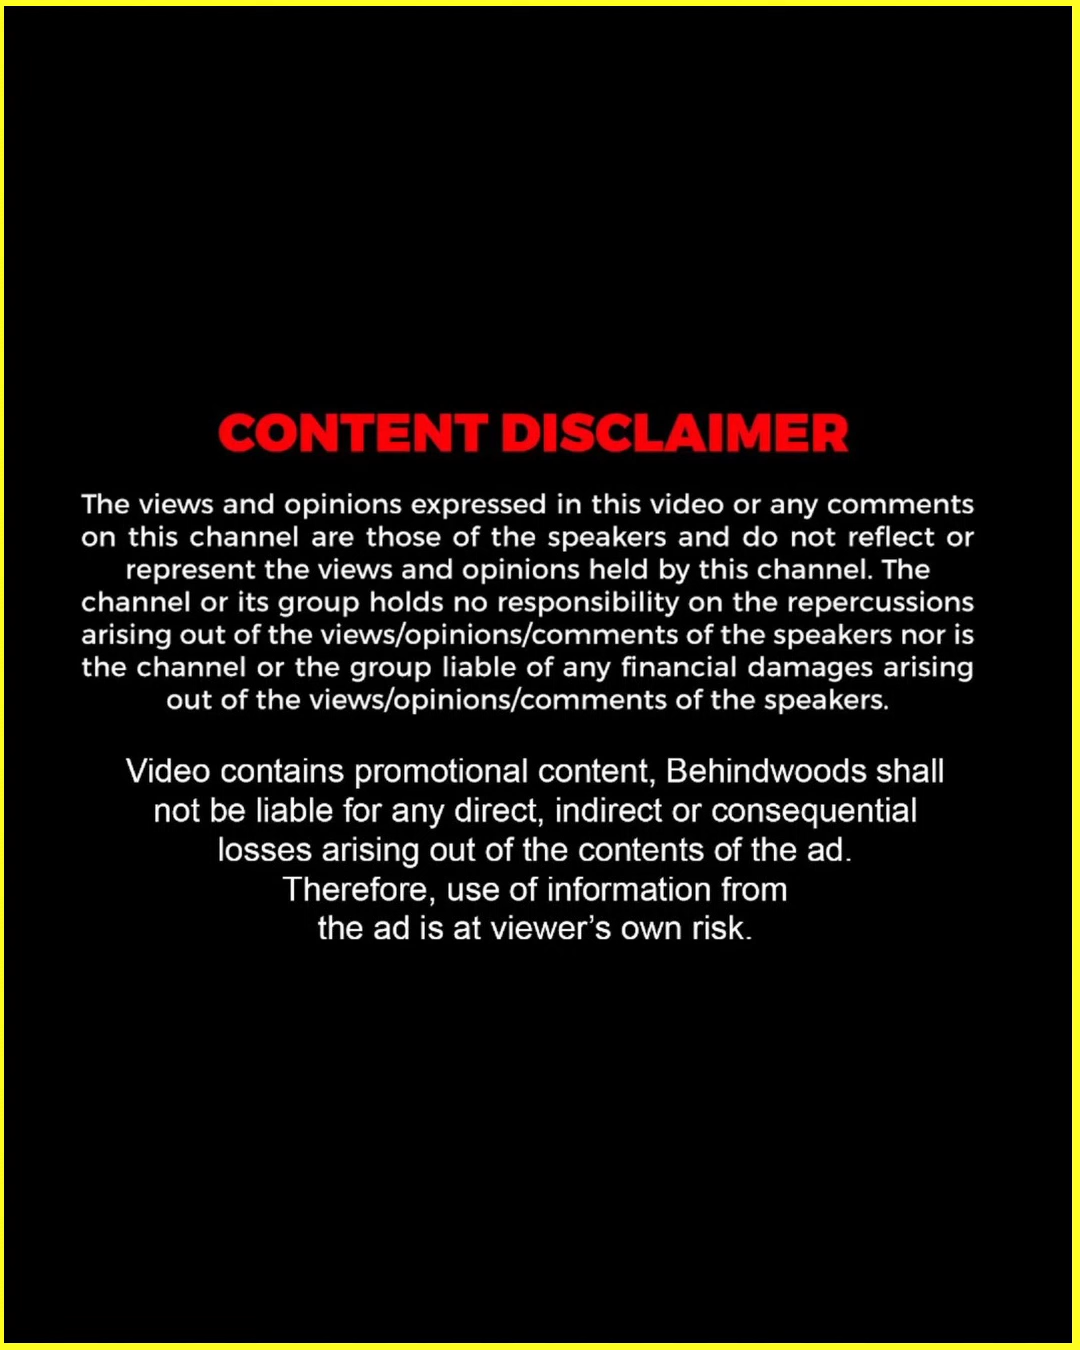 CONTENT DISCLAIMER
The views and opinions expressed in this video or any comments
on this channel are those of the speakers and do not reflect or
represent the views and opinions held by this channel. The
channel or its group holds no responsibility on the repercussions
arising out of the views/opinions/comments of the speakers nor is
the channel or the group liable of any financial damages arising
out of the views/opinions/comments of the speakers.
Video contains promotional content, Behindwoods shall
not be liable for any direct, indirect or consequential
losses arising out of the contents of the ad.
Therefore, use of information from
the ad is at viewer’s own risk.